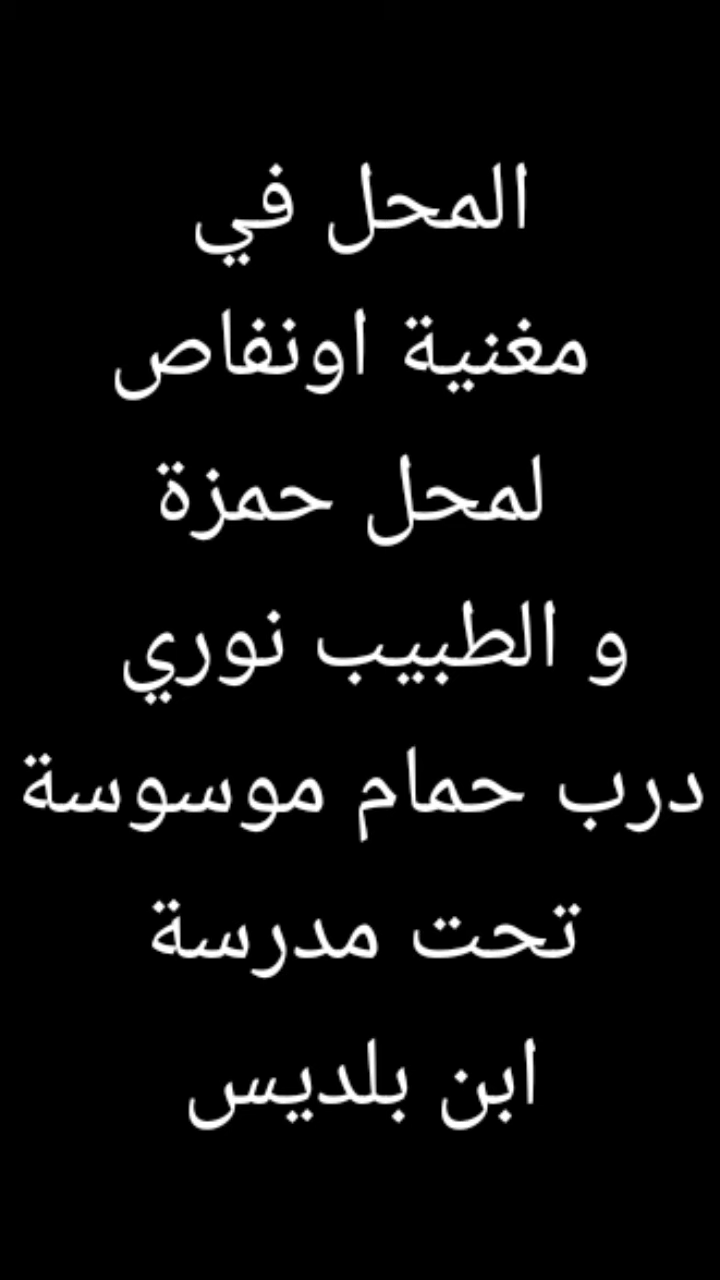 المحل في
مغنية اونفاص
لمحل حمزة
و الطبيب نوري
درب حمام موسوسة
تحت مدرسة
ابن بلديس